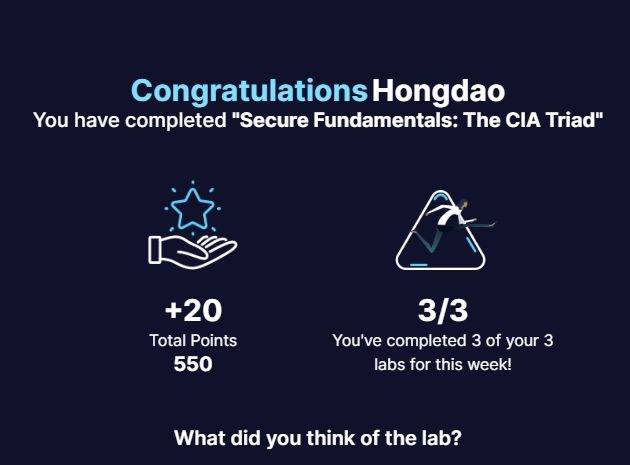 Congratulations Hongdao
You have completed "Secure Fundamentals: The CIA Triad"
+20
Total Points
550
3/3
You've completed 3 of your 3
labs for this week!
What did you think of the lab?